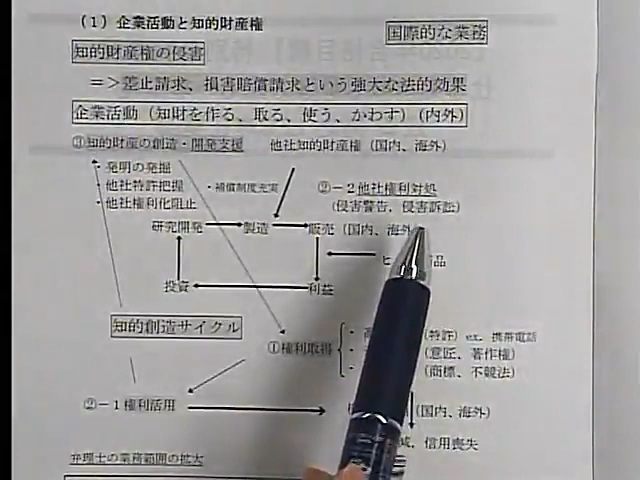 (1) 企業活動と知的財産権
国際的な業務
知的財産権の侵害
＝＞差止請求、損害賠償請求という強大な法的効果
企業活動（知財を作る、取る、使う、かわす）（内外）
③知的財産の創造・開発支援　他社知的財産権（国内、海外）
・発明の発掘
・他社特許把握　・補償制度充実　②－2他社権利対処
・他社権利化阻止　（侵害警告、侵害訴訟）
研究開発　製造　販売（国内、海外
品
投資　利益
知的創造サイクル
①権利取得
（特許）ex. 携帯電話
（意匠、著作権）
（商標、不競法）
②－1権利活用　（国内、海外）
減、信用喪失
弁理士の業務範囲の拡大